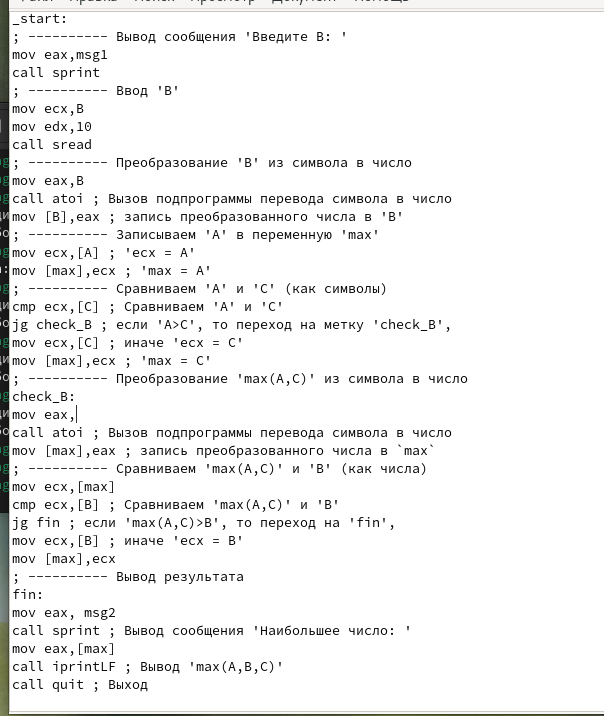 _start:
; ---------- Вывод сообщения 'Введите B: '
mov eax,msg1
call sprint
; ---------- Ввод 'B'
mov ecx,B
mov edx,10
call sread
; ---------- Преобразование 'B' из символа в число
mov eax,B
call atoi ; Вызов подпрограммы перевода символа в число
mov [B],eax ; запись преобразованного числа в 'B'
; ---------- Записываем 'A' в переменную 'max'
mov ecx,[A] ; 'ecx = A'
mov [max],ecx ; 'max = A'
; ---------- Сравниваем 'A' и 'C' (как символы)
cmp ecx,[C] ; Сравниваем 'A' и 'C'
jg check_B ; если 'A>C', то переход на метку 'check_B',
mov ecx,[C] ; иначе 'ecx = C'
mov [max],ecx ; 'max = C'
; ---------- Преобразование 'max(A,C)' из символа в число
check_B:
mov eax,
call atoi ; Вызов подпрограммы перевода символа в число
mov [max],eax ; запись преобразованного числа в `max`
; ---------- Сравниваем 'max(A,C)' и 'B' (как числа)
mov ecx,[max]
cmp ecx,[B] ; Сравниваем 'max(A,C)' и 'B'
jg fin ; если 'max(A,C)>B', то переход на 'fin',
mov ecx,[B] ; иначе 'ecx = B'
mov [max],ecx
; ---------- Вывод результата
fin:
mov eax, msg2
call sprint ; Вывод сообщения 'Наибольшее число: '
mov eax,[max]
call iprintLF ; Вывод 'max(A,B,C)'
call quit ; Выход